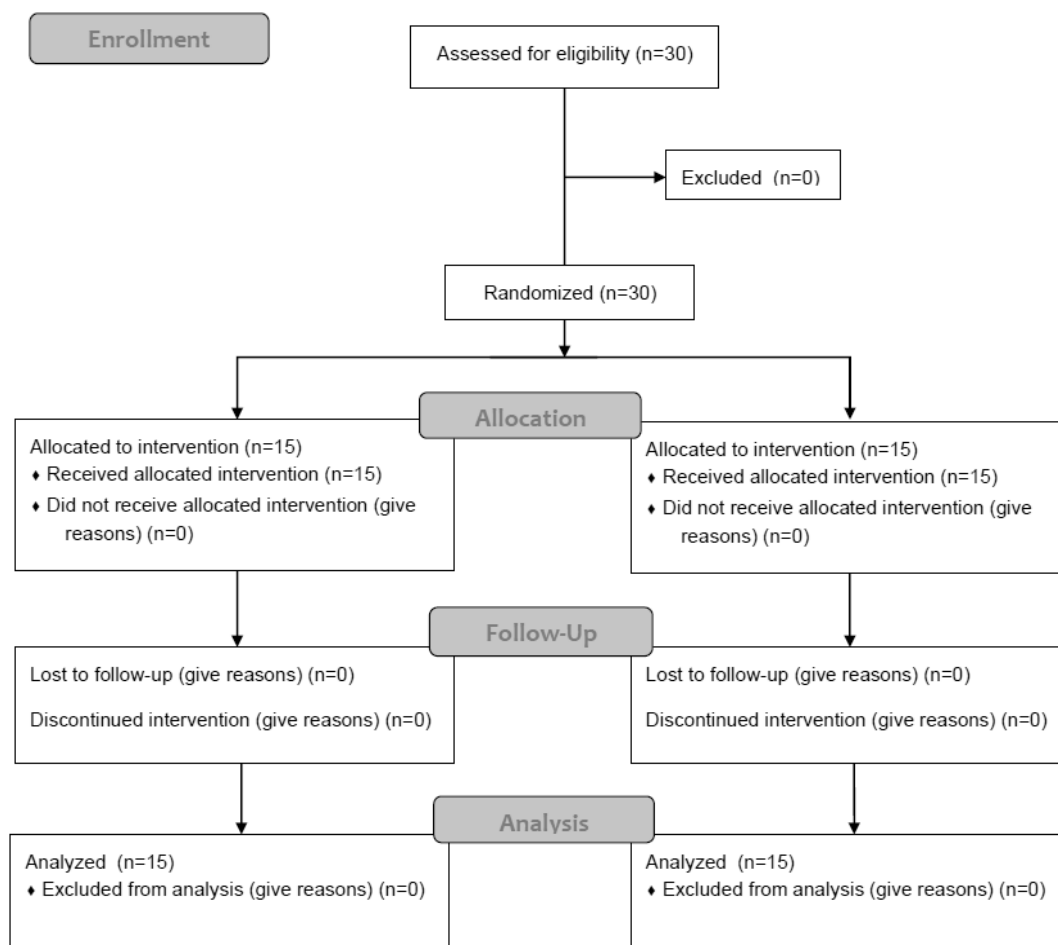 Enrollment
Assessed for eligibility (n=30)
Excluded (n=0)
Randomized (n=30)
Allocation
Allocated to intervention (n=15)
♦ Received allocated intervention (n=15)
♦ Did not receive allocated intervention (give
reasons) (n=0)
Allocated to intervention (n=15)
♦ Received allocated intervention (n=15)
♦ Did not receive allocated intervention (give
reasons) (n=0)
Follow-Up
Lost to follow-up (give reasons) (n=0)
Discontinued intervention (give reasons) (n=0)
Lost to follow-up (give reasons) (n=0)
Discontinued intervention (give reasons) (n=0)
Analysis
Analyzed (n=15)
♦ Excluded from analysis (give reasons) (n=0)
Analyzed (n=15)
♦ Excluded from analysis (give reasons) (n=0)